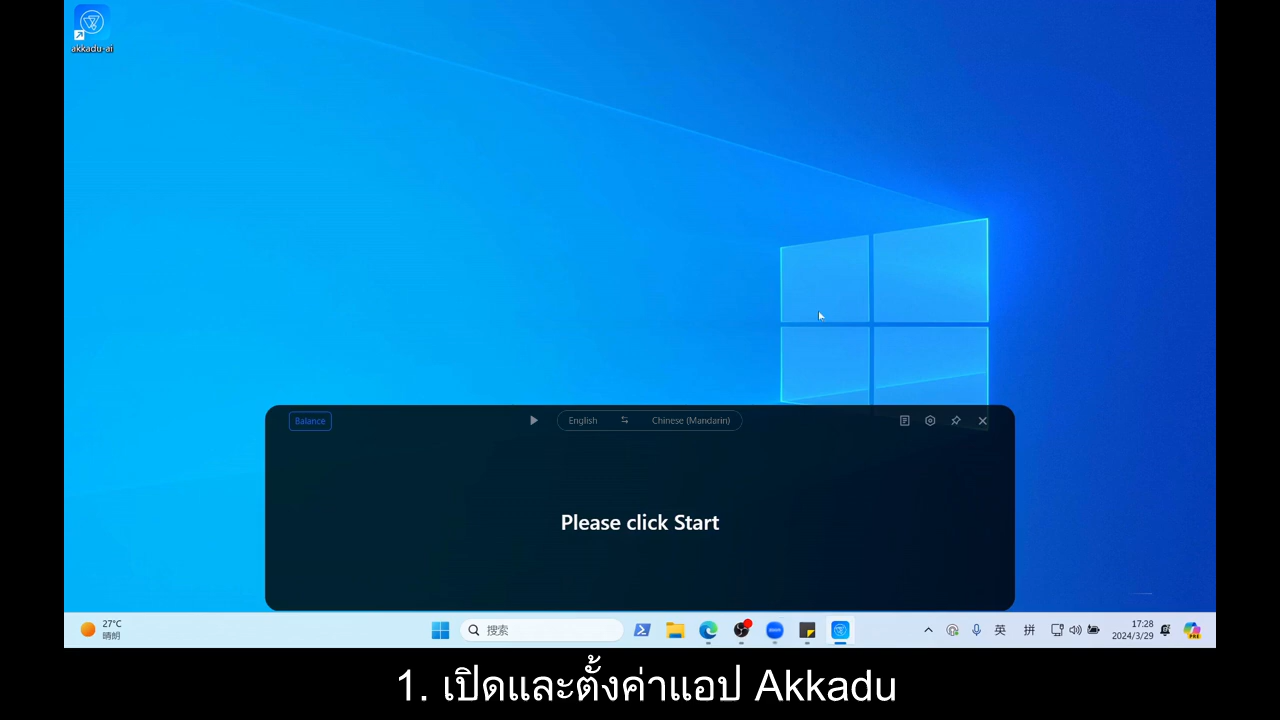 akkadu-ai
Balance
English
Chinese (Mandarin)
Please click Start
27°C
晴朗
搜索
英
拼
17:28
2024/3/29
PRE
1. เปิดและตั้งค่าแอป Akkadu